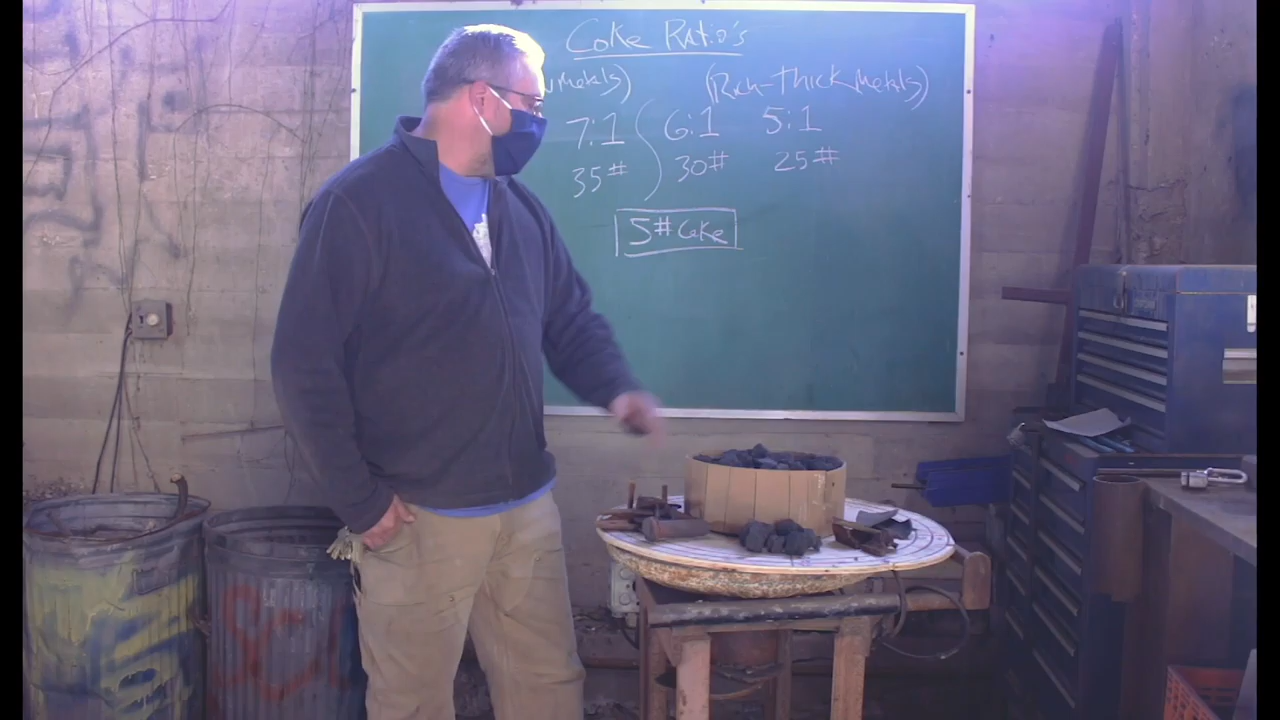 Coke Ratio's
Metals) (Rich-Thick Metals)
7:1 6:1 5:1
35# 30# 25#
5# Coke